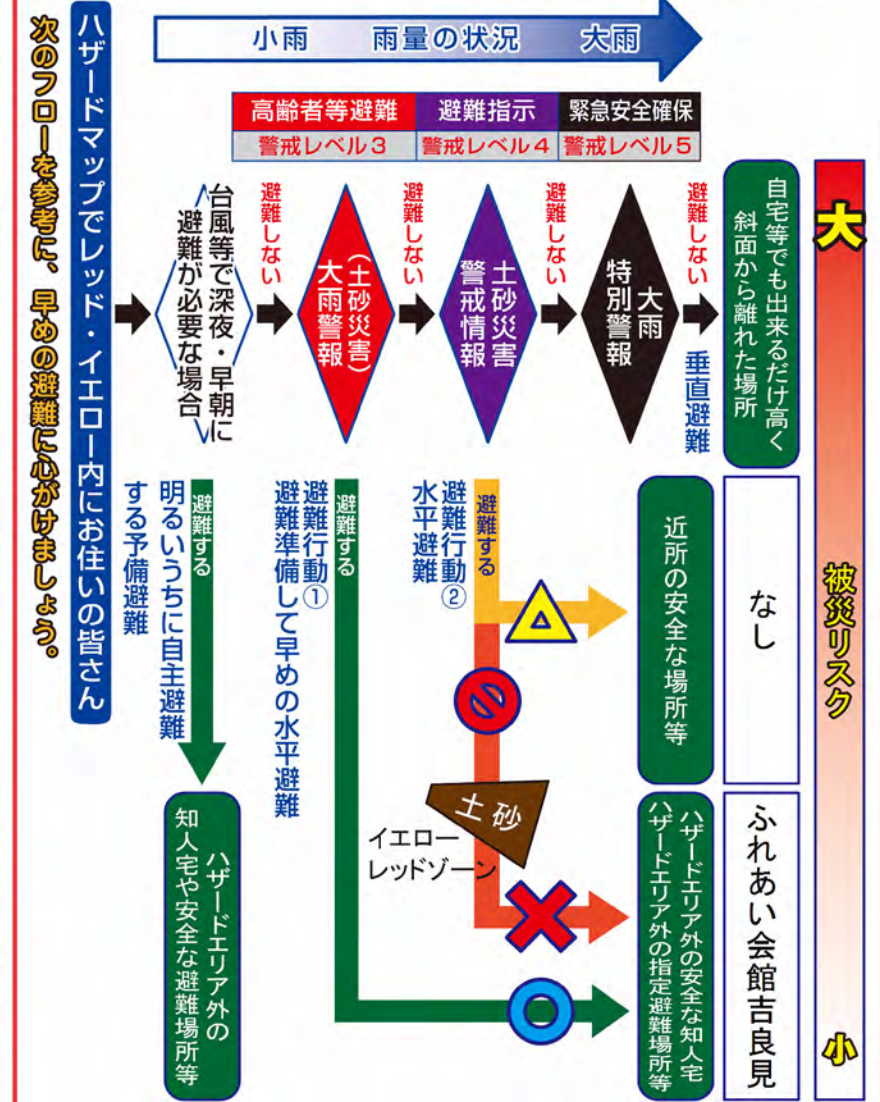 ハザードマップでレッド・イエロー内にお住いの皆さん
次のフローを参考に、早めの避難に心がけましょう。
小雨 雨量の状況 大雨
高齢者等避難
警戒レベル3
避難指示
警戒レベル4
緊急安全確保
警戒レベル5
台風等で深夜・早朝に
避難が必要な場合
避難しない
(土砂災害)
大雨警報
避難しない
土砂災害
警戒情報
避難しない
大雨
特別警報
避難しない
垂直避難
自宅等でも出来るだけ高く
斜面から離れた場所
避難する
明るいうちに自主避難
する予備避難
ハザードエリア外の
知人宅や安全な避難場所等
避難する
避難行動①
避難準備して早めの水平避難
避難する
避難行動②
水平避難
土砂
イエロー
レッドゾーン
近所の安全な場所等
なし
ハザードエリア外の安全な知人宅
ハザードエリア外の指定避難場所等
ふれあい会館吉良見
大
被災リスク
小